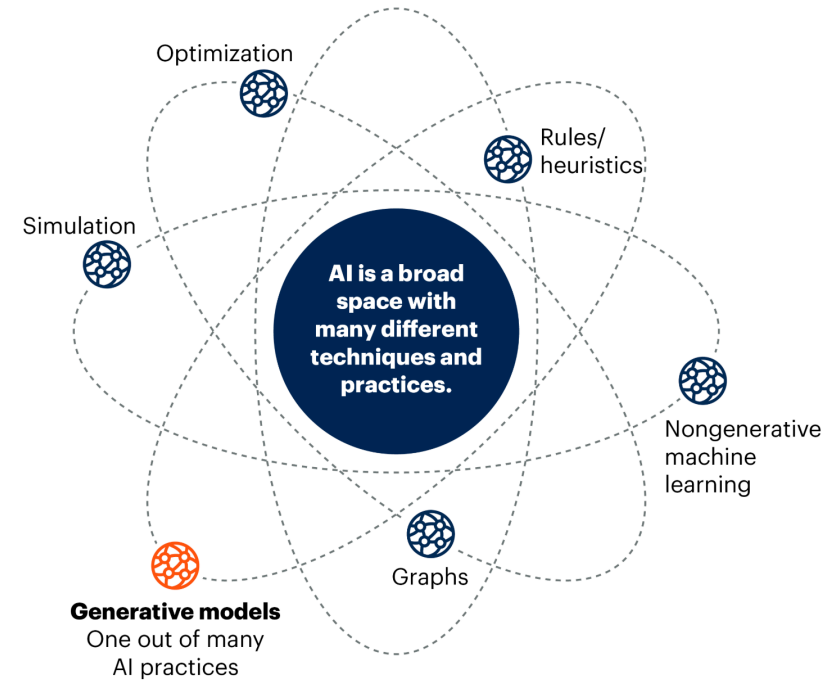 Optimization
Rules/
heuristics
Simulation
AI is a broad
space with
many different
techniques and
practices.
Nongenerative
machine
learning
Graphs
Generative models
One out of many
AI practices